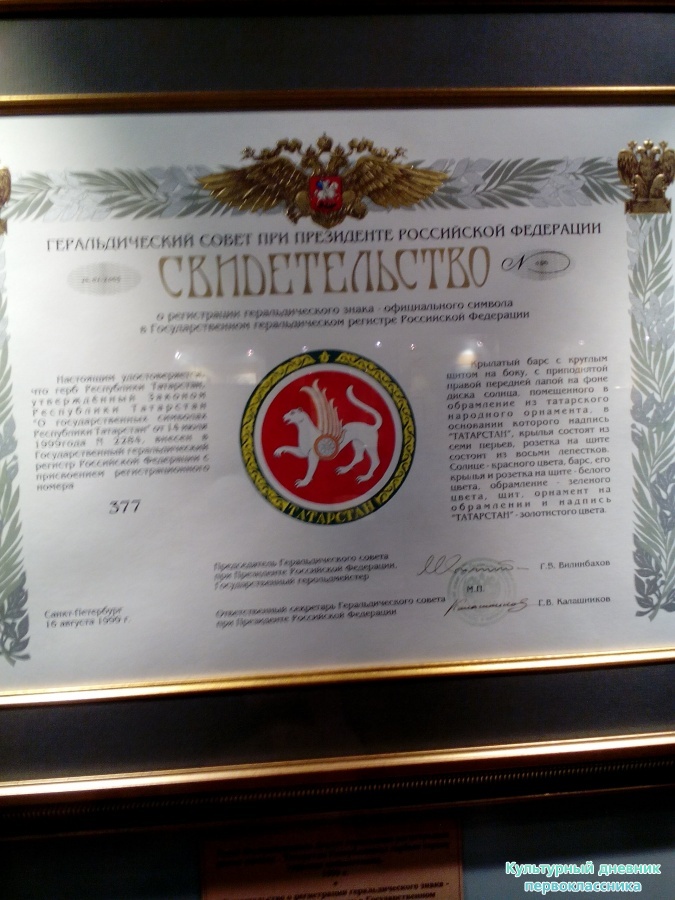 ГЕРАЛЬДИЧЕСКИЙ СОВЕТ ПРИ ПРЕЗИДЕНТЕ РОССИЙСКОЙ ФЕДЕРАЦИИ
СВИДЕТЕЛЬСТВО
N
о регистрации геральдического знака - официального символа
в Государственном геральдическом регистре Российской Федерации
Настоящим удостоверяется,
что герб Республики Татарстан,
утверждённый Законом
Республики Татарстан
"О государственных символах
Республики Татарстан" от 14 июля
1999года N 2284, внесен в
Государственный геральдический
регистр Российской Федерации с
присвоением регистрационного
номера
377
ТАТАРСТАН
Крылатый барс с круглым
щитом на боку, с приподнятой
правой передней лапой на фоне
диска солнца, помещенного в
обрамление из татарского
народного орнамента, в
основании которого надпись
"ТАТАРСТАН", крылья состоят из
семи перьев, розетка на щите
состоит из восьми лепестков.
Солнце - красного цвета, барс, его
крылья и розетка на щите - белого
цвета, обрамление - зеленого
цвета, щит, орнамент на
обрамлении и надпись
"ТАТАРСТАН" - золотистого цвета.
Председатель Геральдического совета
при Президенте Российской Федерации,
Государственный герольдмейстер
Г.В. Вилинбахов
М.П.
Ответственный секретарь Геральдического совета
при Президенте Российской Федерации
Г.В. Калашников
Санкт-Петербург
16 августа 1999 г.
о регистрации геральдического знака -
Государственном
Культурный дневник
первоклассника